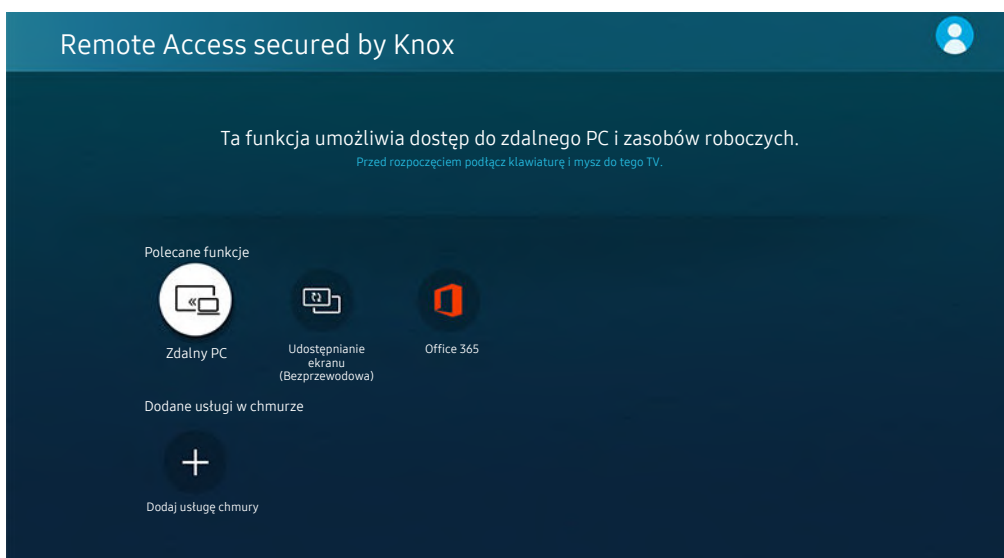 Remote Access secured by Knox
Ta funkcja umożliwia dostęp do zdalnego PC i zasobów roboczych.
Przed rozpoczęciem podłącz klawiaturę i mysz do tego TV.
Polecane funkcje
Zdalny PC
Udostępnianie
ekranu
(Bezprzewodowa)
Office 365
Dodane usługi w chmurze
Dodaj usługę chmury